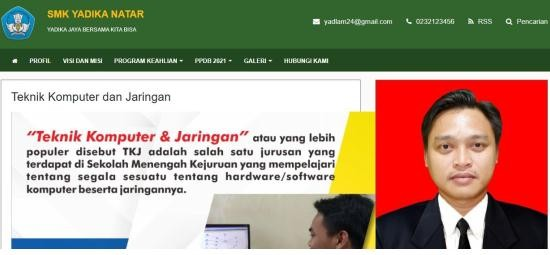 SMK YADIKA NATAR
YADIKA JAYA BERSAMA KITA BISA
yadlam24@gmail.com
0232123456
RSS
Pencarian
PROFIL
VISI DAN MISI
PROGRAM KEAHLIAN
PPDB 2021
GALERI
HUBUNGI KAMI
Teknik Komputer dan Jaringan
"Teknik Komputer & Jaringan" atau yang lebih
populer disebut TKJ adalah salah satu jurusan yang
terdapat di Sekolah Menengah Kejuruan yang mempelajari
tentang segala sesuatu tentang hardware/software
komputer beserta jaringannya.